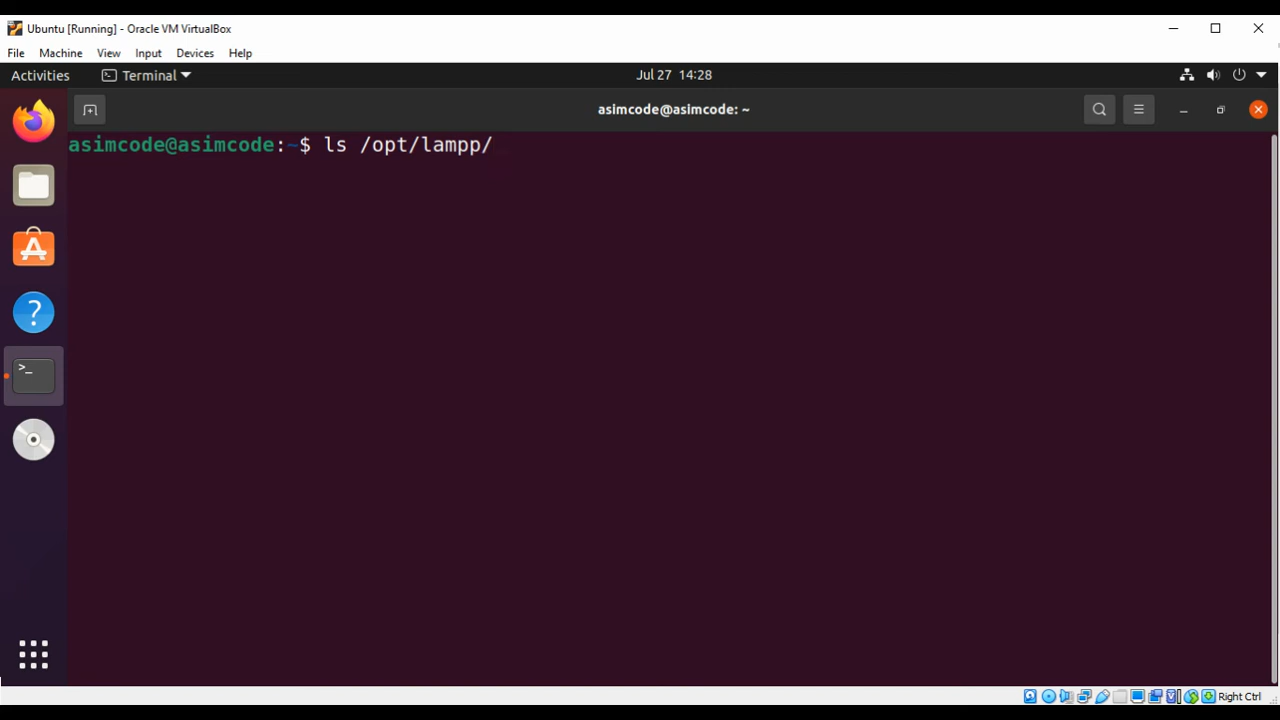 Ubuntu [Running] - Oracle VM VirtualBox
File Machine View Input Devices Help
Activities Terminal Jul 27 14:28
asimcode@asimcode: ~
asimcode@asimcode:~$ ls /opt/lampp/
Right Ctrl